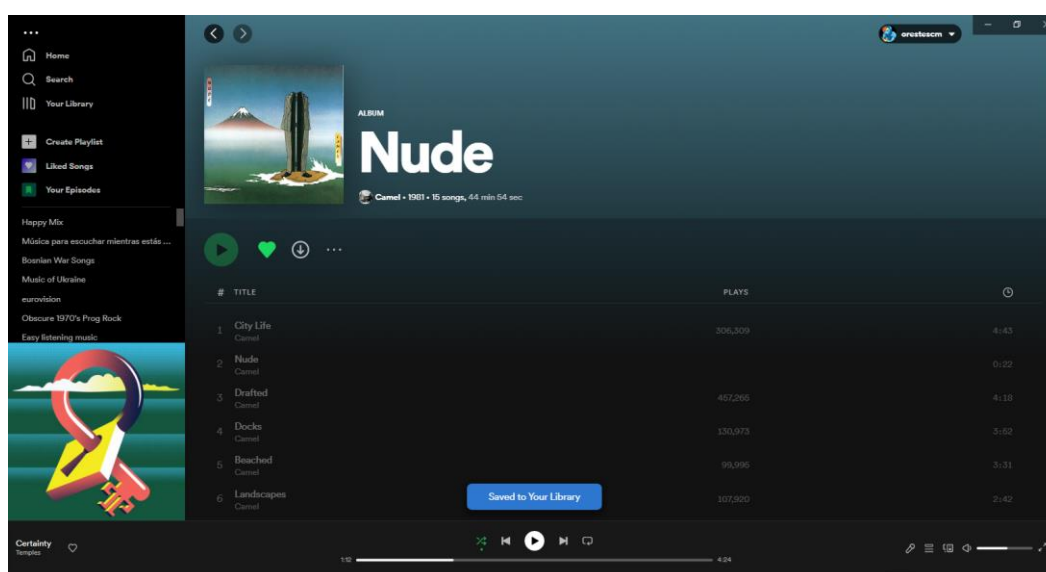 Home
Search
Your Library
Create Playlist
Liked Songs
Your Episodes
Happy Mix
Música para escuchar mientras estás ...
Bosnian War Songs
Music of Ukraine
eurovision
Obscure 1970's Prog Rock
Easy listening music
orestescm
ALBUM
Nude
Camel • 1981 • 15 songs, 44 min 54 sec
# TITLE PLAYS
1 City Life 306,309 4:43
Camel
2 Nude 0:22
Camel
3 Drafted 467,266 4:18
Camel
4 Docks 130,973 3:52
Camel
5 Beached 99,996 3:31
Camel
6 Landscapes 107,920 2:42
Camel
Saved to Your Library
Certainty
Temples
1:12 4:24